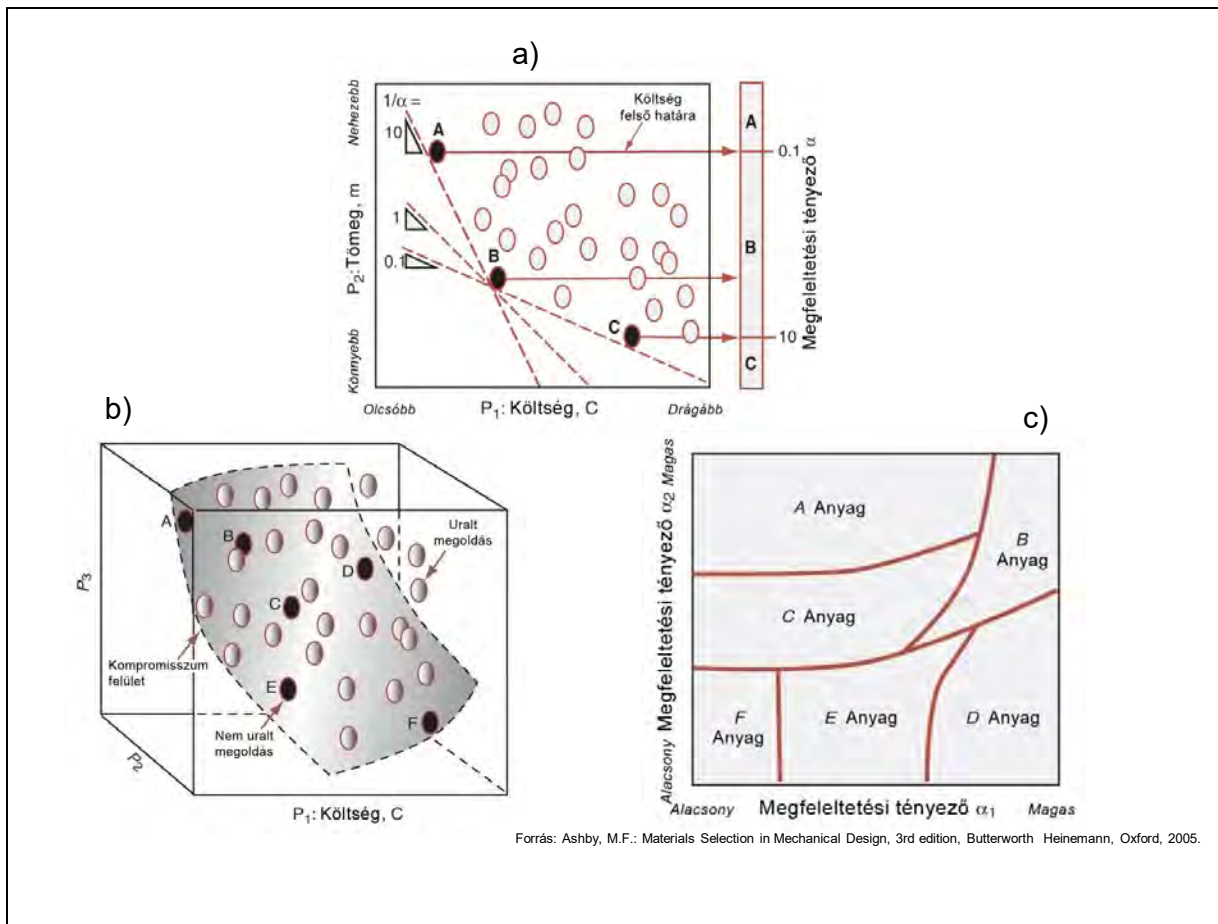 a)
Nehezebb
P2: Tömeg, m
Könnyebb
1/α =
10
1
0.1
A
B
C
Költség
felső határa
Olcsóbb
P1: Költség, C
Drágább
A
B
C
0.1
10
Megfeleltetési tényező α
b)
P3
P2
P1: Költség, C
A
B
C
D
E
F
Uralt
megoldás
Kompromisszum
felület
Nem uralt
megoldás
c)
Alacsony Megfeleltetési tényező α2 Magas
A Anyag
B
Anyag
C Anyag
F
Anyag
E Anyag
D Anyag
Alacsony Megfeleltetési tényező α1 Magas
Forrás: Ashby, M.F.: Materials Selection in Mechanical Design, 3rd edition, Butterworth Heinemann, Oxford, 2005.